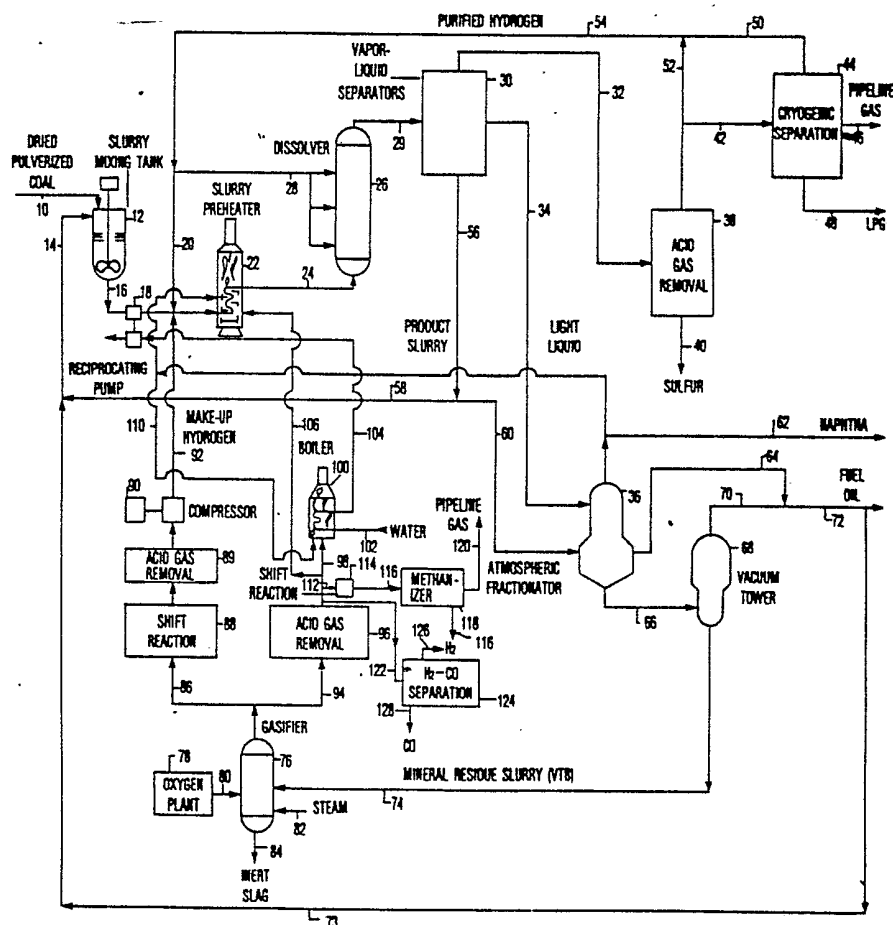 PURIFIED HYDROGEN
54
50
VAPOR-
LIQUID
SEPARATORS
30
32
52
44
PIPELINE
GAS
CRYOGENIC
SEPARATION
42
46
48
LPG
DRIED
PULVERIZED
COAL
10
SLURRY
MIXING TANK
12
14
16
18
20
DISSOLVER
26
28
29
SLURRY
PREHEATER
22
24
34
56
38
ACID
GAS
REMOVAL
40
SULFUR
PRODUCT
SLURRY
LIGHT
LIQUID
RECIPROCATING
PUMP
58
60
62
NAPHTHA
64
110
MAKE-UP
HYDROGEN
92
106
104
BOILER
100
WATER
102
90
COMPRESSOR
36
ATMOSPHERIC
FRACTIONATOR
FUEL
OIL
70
72
68
VACUUM
TOWER
66
PIPELINE
GAS
120
98
114
112
SHIFT
REACTION
116
METHAN-
IZER
118
116
ACID GAS
REMOVAL
89
SHIFT
REACTION
88
ACID GAS
REMOVAL
96
126
H₂
122
H₂—CO
SEPARATION
124
128
CO
86
94
GASIFIER
76
78
OXYGEN
PLANT
80
STEAM
82
84
INERT
SLAG
MINERAL RESIDUE SLURRY (VTB)
74
73